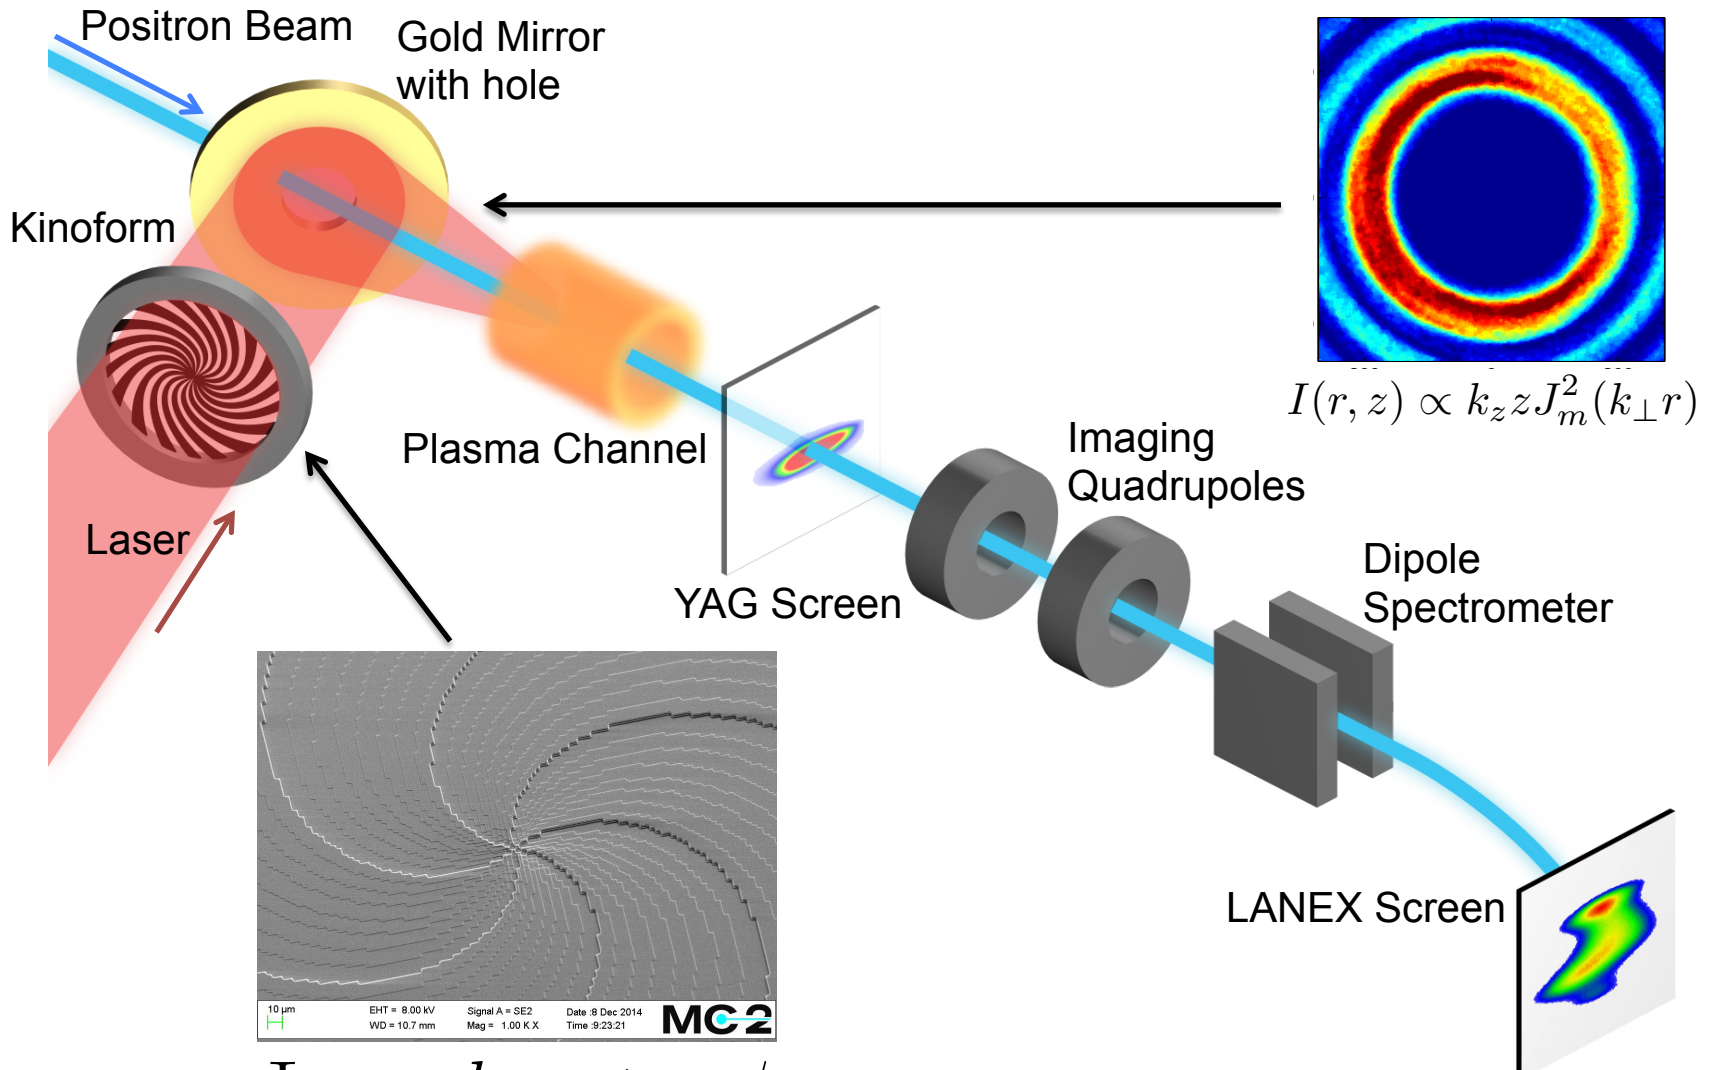 Positron Beam
Gold Mirror
with hole
Kinoform
Laser
Plasma Channel
YAG Screen
Imaging
Quadrupoles
Dipole
Spectrometer
LANEX Screen
I(r, z) ∝ k_z z J_m^2(k_⊥ r)
10 µm
EHT = 8.00 kV
WD = 10.7 mm
Signal A = SE2
Mag = 1.00 K X
Date :8 Dec 2014
Time :9:23:21
MC2